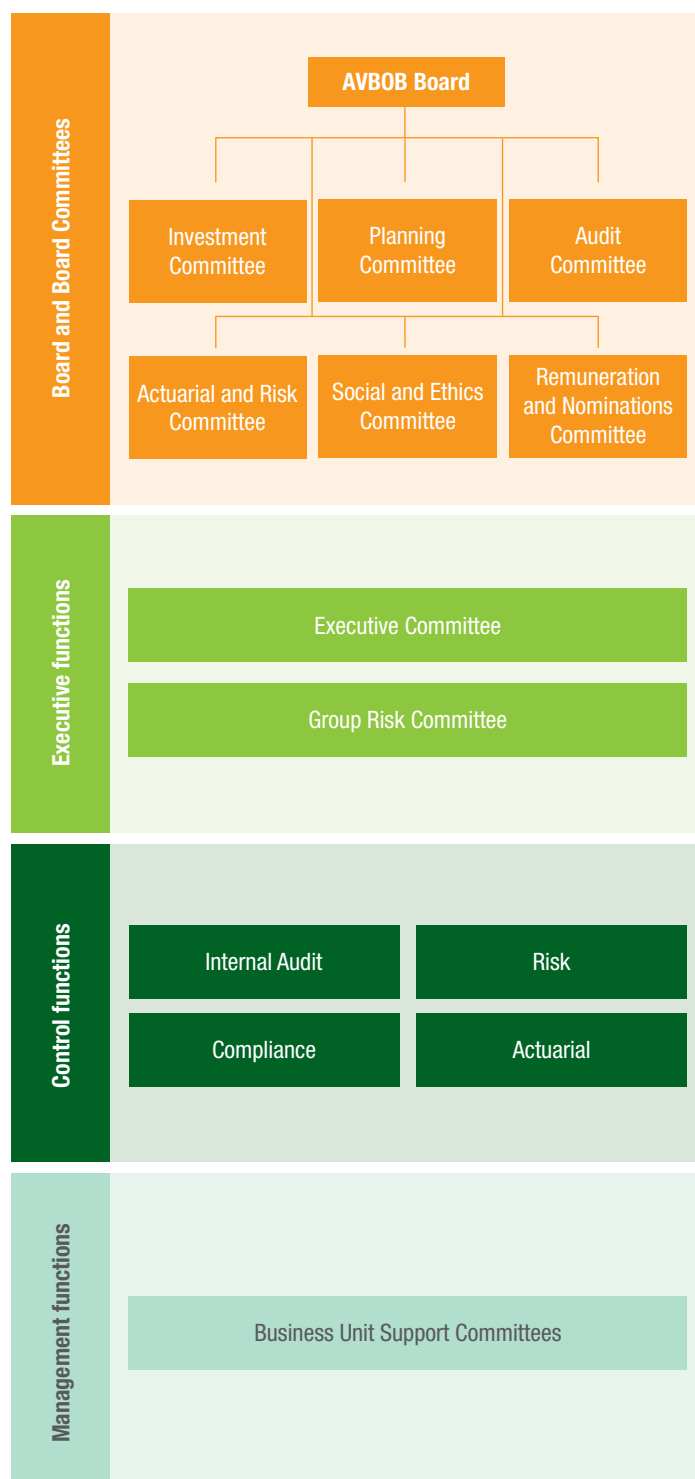 Board and Board Committees
AVBOB Board
Investment
Committee
Planning
Committee
Audit
Committee
Actuarial and Risk
Committee
Social and Ethics
Committee
Remuneration
and Nominations
Committee
Executive functions
Executive Committee
Group Risk Committee
Control functions
Internal Audit
Risk
Compliance
Actuarial
Management functions
Business Unit Support Committees